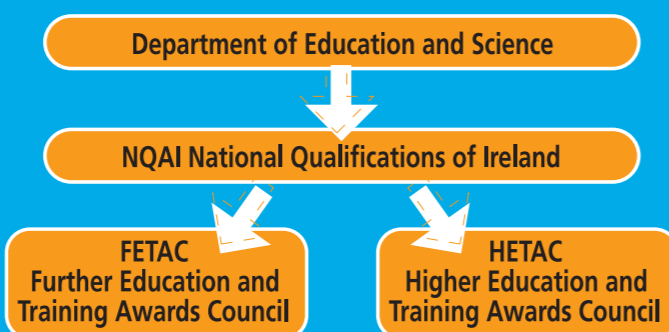 Department of Education and Science
NQAI National Qualifications of Ireland
FETAC
Further Education and
Training Awards Council
HETAC
Higher Education and
Training Awards Council